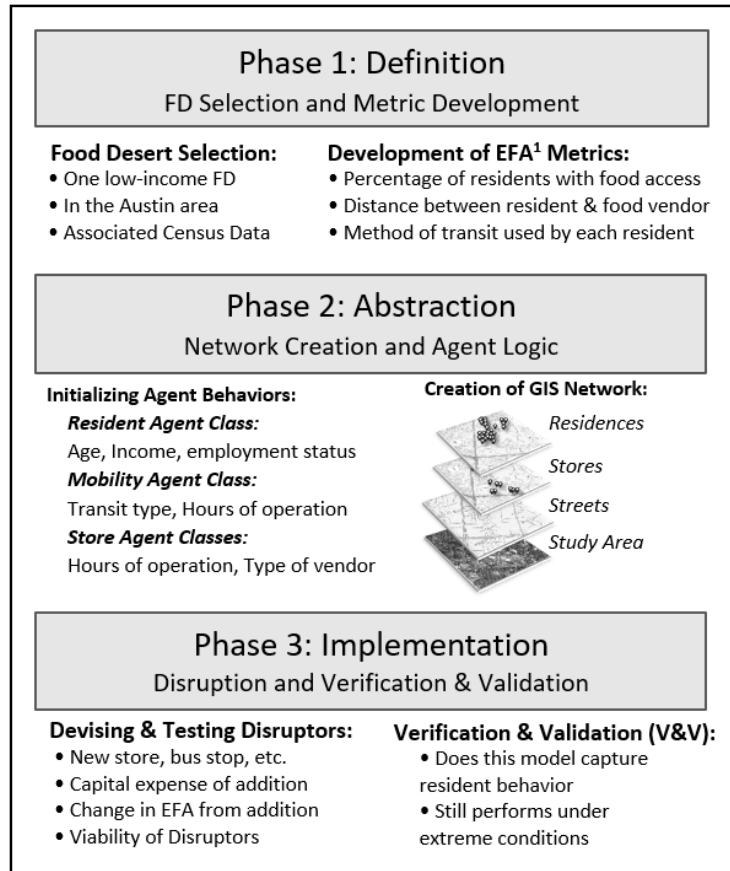 Phase 1: Definition
FD Selection and Metric Development
Food Desert Selection:
• One low-income FD
• In the Austin area
• Associated Census Data
Development of EFA¹ Metrics:
• Percentage of residents with food access
• Distance between resident & food vendor
• Method of transit used by each resident
Phase 2: Abstraction
Network Creation and Agent Logic
Initializing Agent Behaviors:
Resident Agent Class:
Age, Income, employment status
Mobility Agent Class:
Transit type, Hours of operation
Store Agent Classes:
Hours of operation, Type of vendor
Creation of GIS Network:
Residences
Stores
Streets
Study Area
Phase 3: Implementation
Disruption and Verification & Validation
Devising & Testing Disruptors:
• New store, bus stop, etc.
• Capital expense of addition
• Change in EFA from addition
• Viability of Disruptors
Verification & Validation (V&V):
• Does this model capture
resident behavior
• Still performs under
extreme conditions